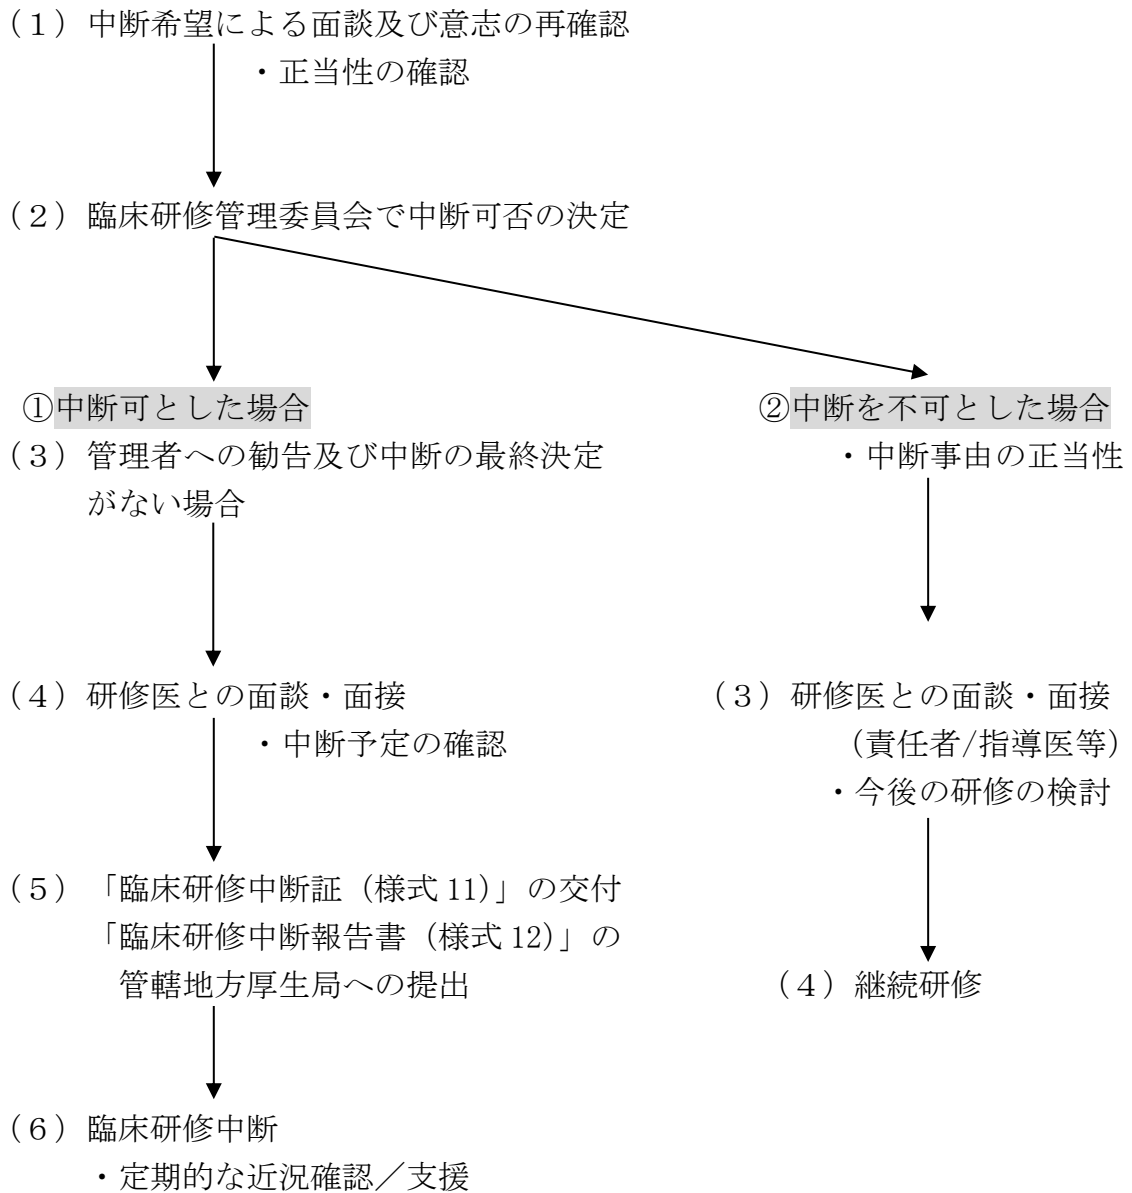 （１）中断希望による面談及び意志の再確認
・正当性の確認
（２）臨床研修管理委員会で中断可否の決定
①中断可とした場合
（３）管理者への勧告及び中断の最終決定
がない場合
（４）研修医との面談・面接
・中断予定の確認
（５）「臨床研修中断証（様式 11）」の交付
「臨床研修中断報告書（様式 12）」の
管轄地方厚生局への提出
（６）臨床研修中断
・定期的な近況確認／支援
②中断を不可とした場合
・中断事由の正当性
（３）研修医との面談・面接
（責任者/指導医等）
・今後の研修の検討
（４）継続研修